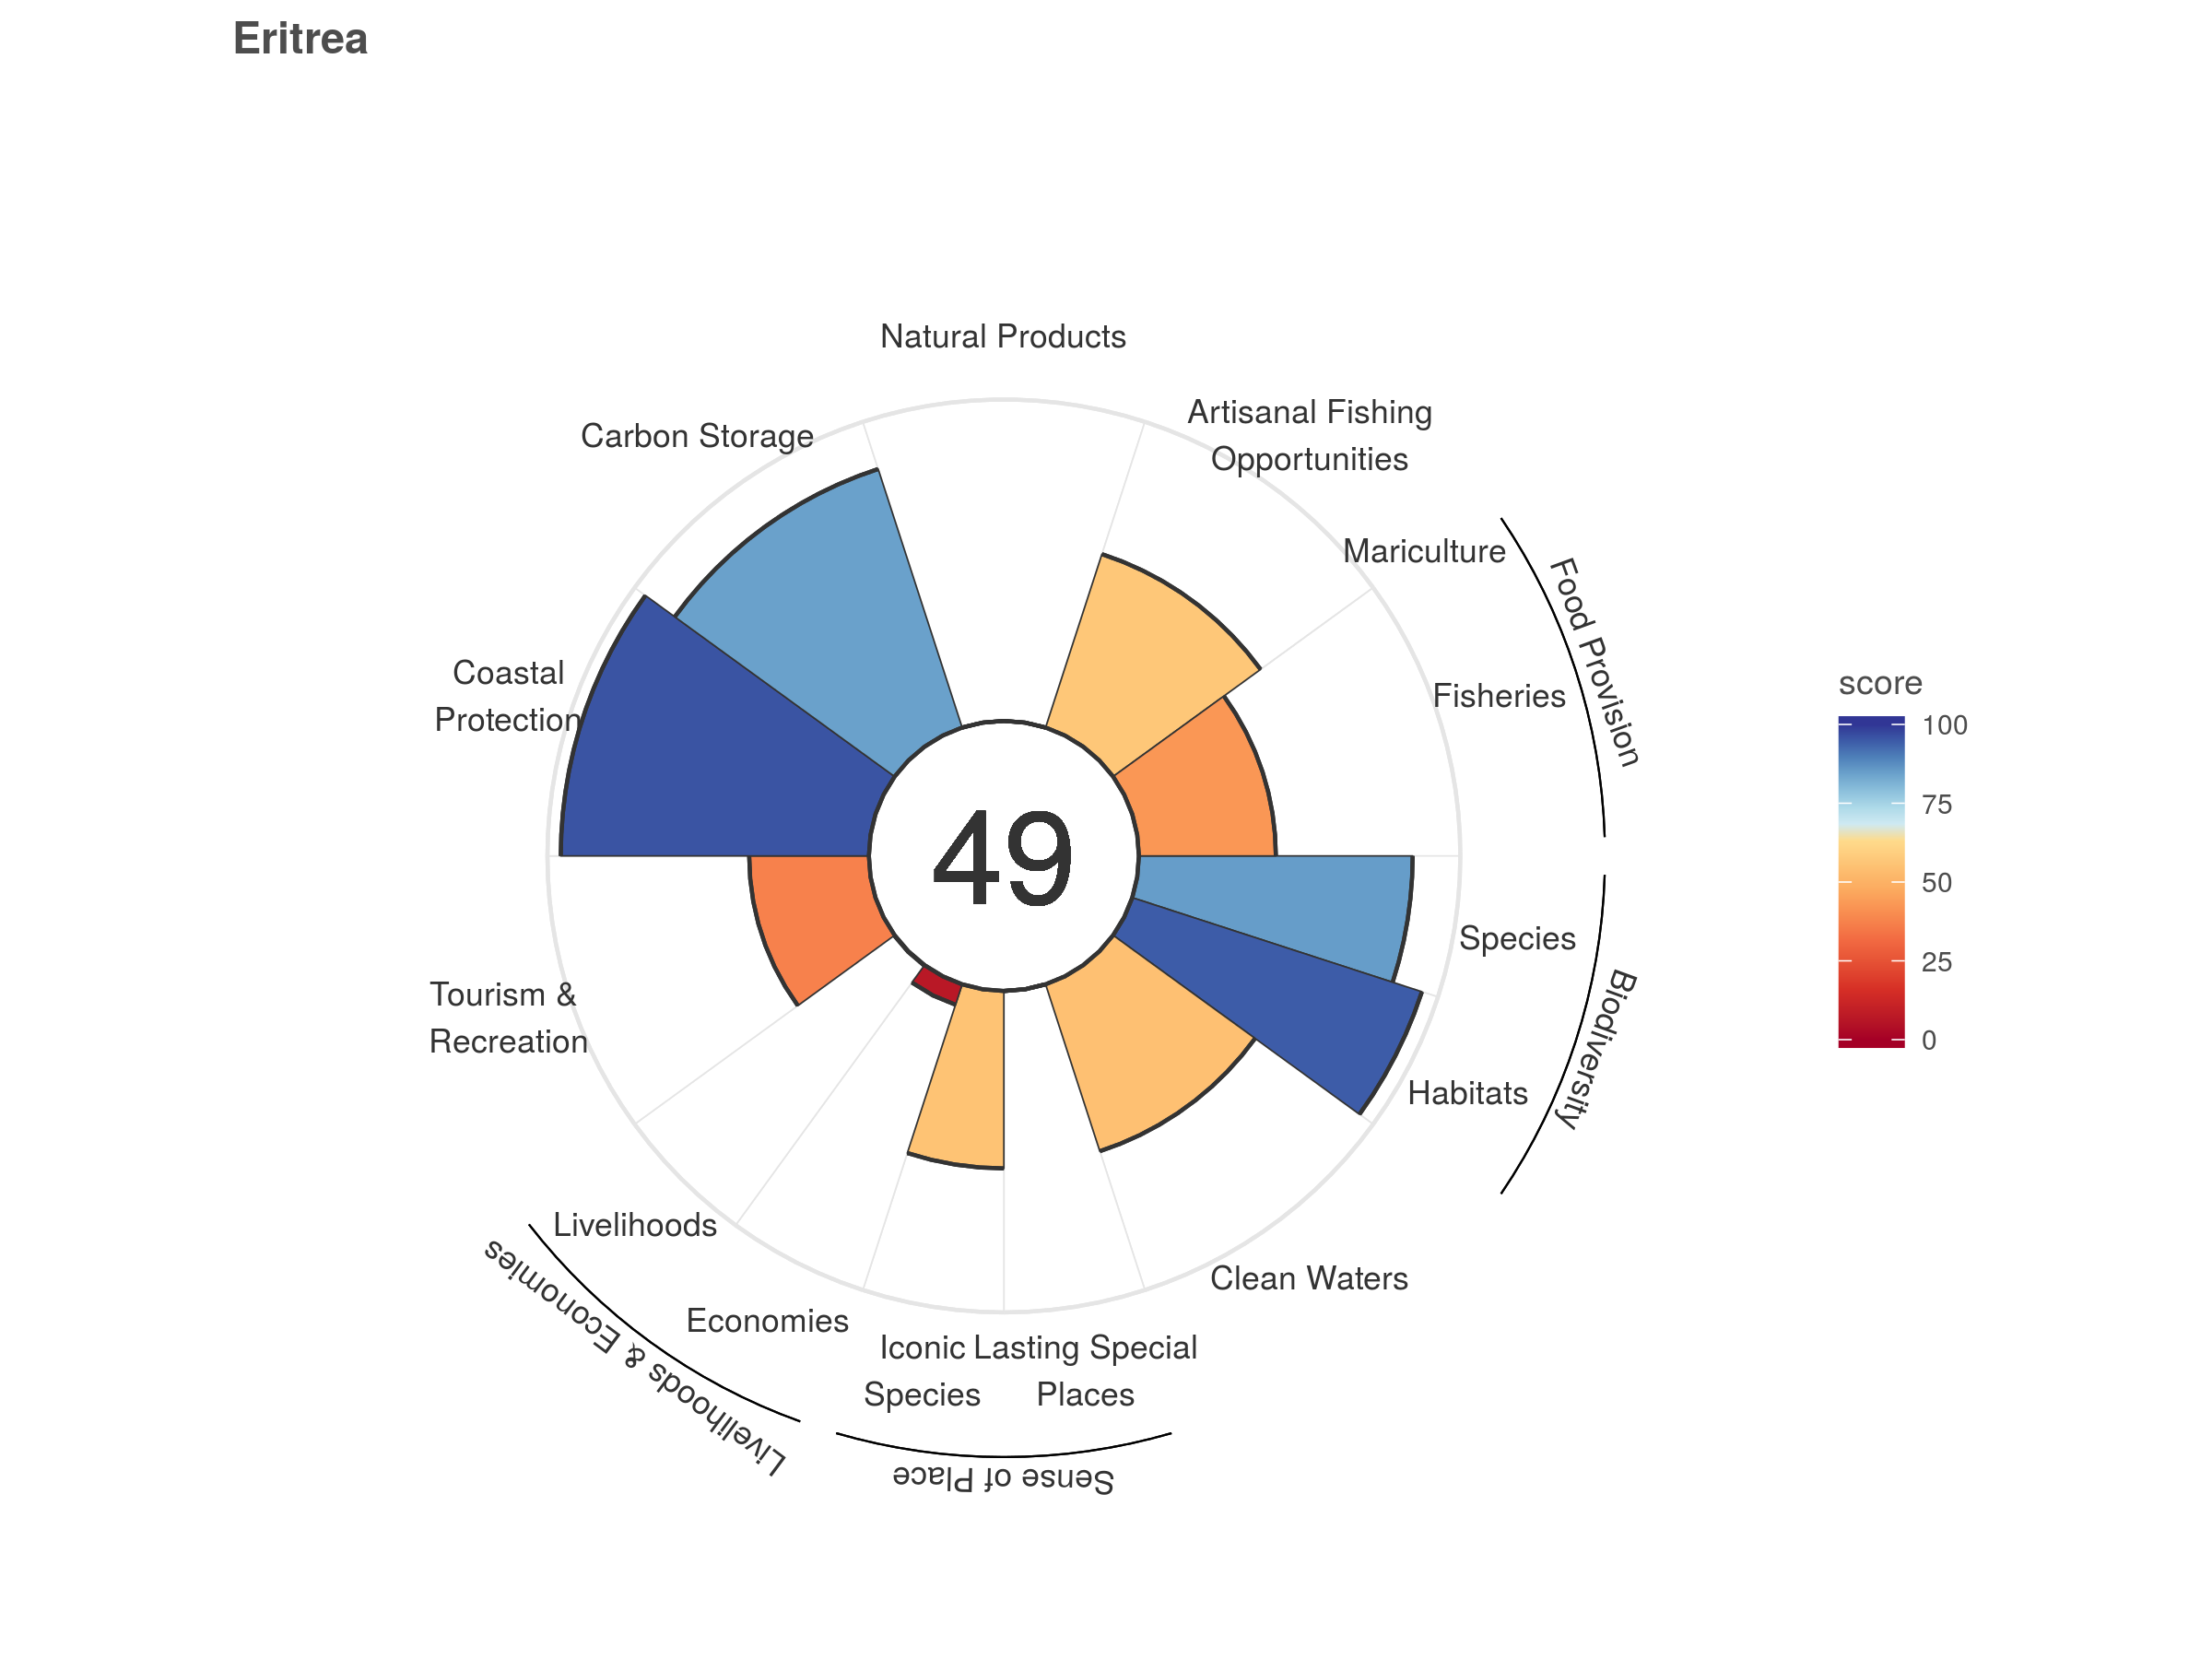 Eritrea
Natural Products
Artisanal Fishing
Opportunities
Carbon Storage
Mariculture
Food Provision
Fisheries
Coastal
Protection
score
100
75
50
25
0
49
Species
Biodiversity
Habitats
Tourism &
Recreation
Livelihoods
Livelihoods & Economies
Economies
Clean Waters
Iconic
Species
Lasting Special
Places
Sense of Place